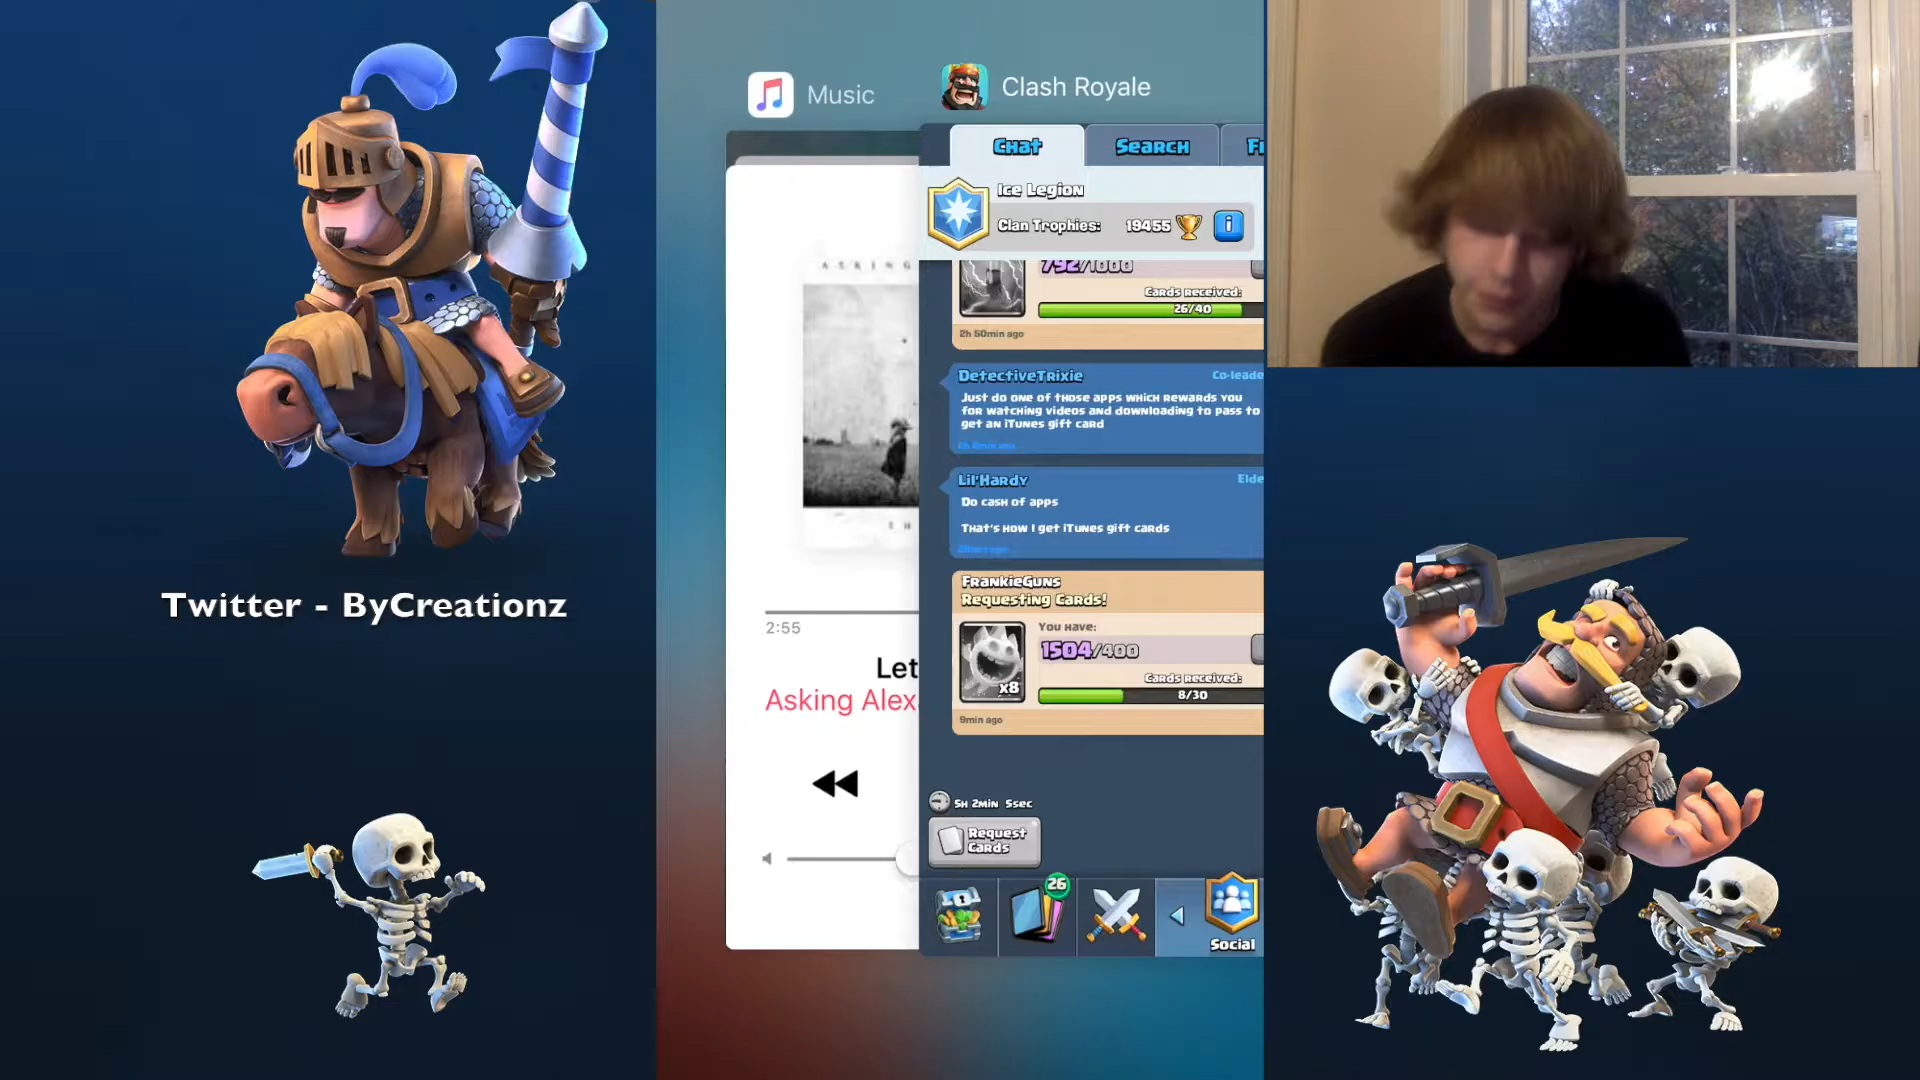 Music
Clash Royale
Chat
Search
Ice Legion
Clan Trophies: 19455
ASKING
792/1000
Cards received:
26/40
2h 50min ago
DetectiveTrixie
Just do one of those apps which rewards you
for watching videos and downloading to pass to
get an iTunes gift card
Lil'Hardy
Do cash of apps
That's how I get iTunes gift cards
FrankieGuns
Requesting Cards!
You have:
1504/400
x8
Cards received:
8/30
9min ago
Twitter - ByCreationz
2:55
Let
Asking Alex
5h 2min 5sec
Request
Cards
26
Social